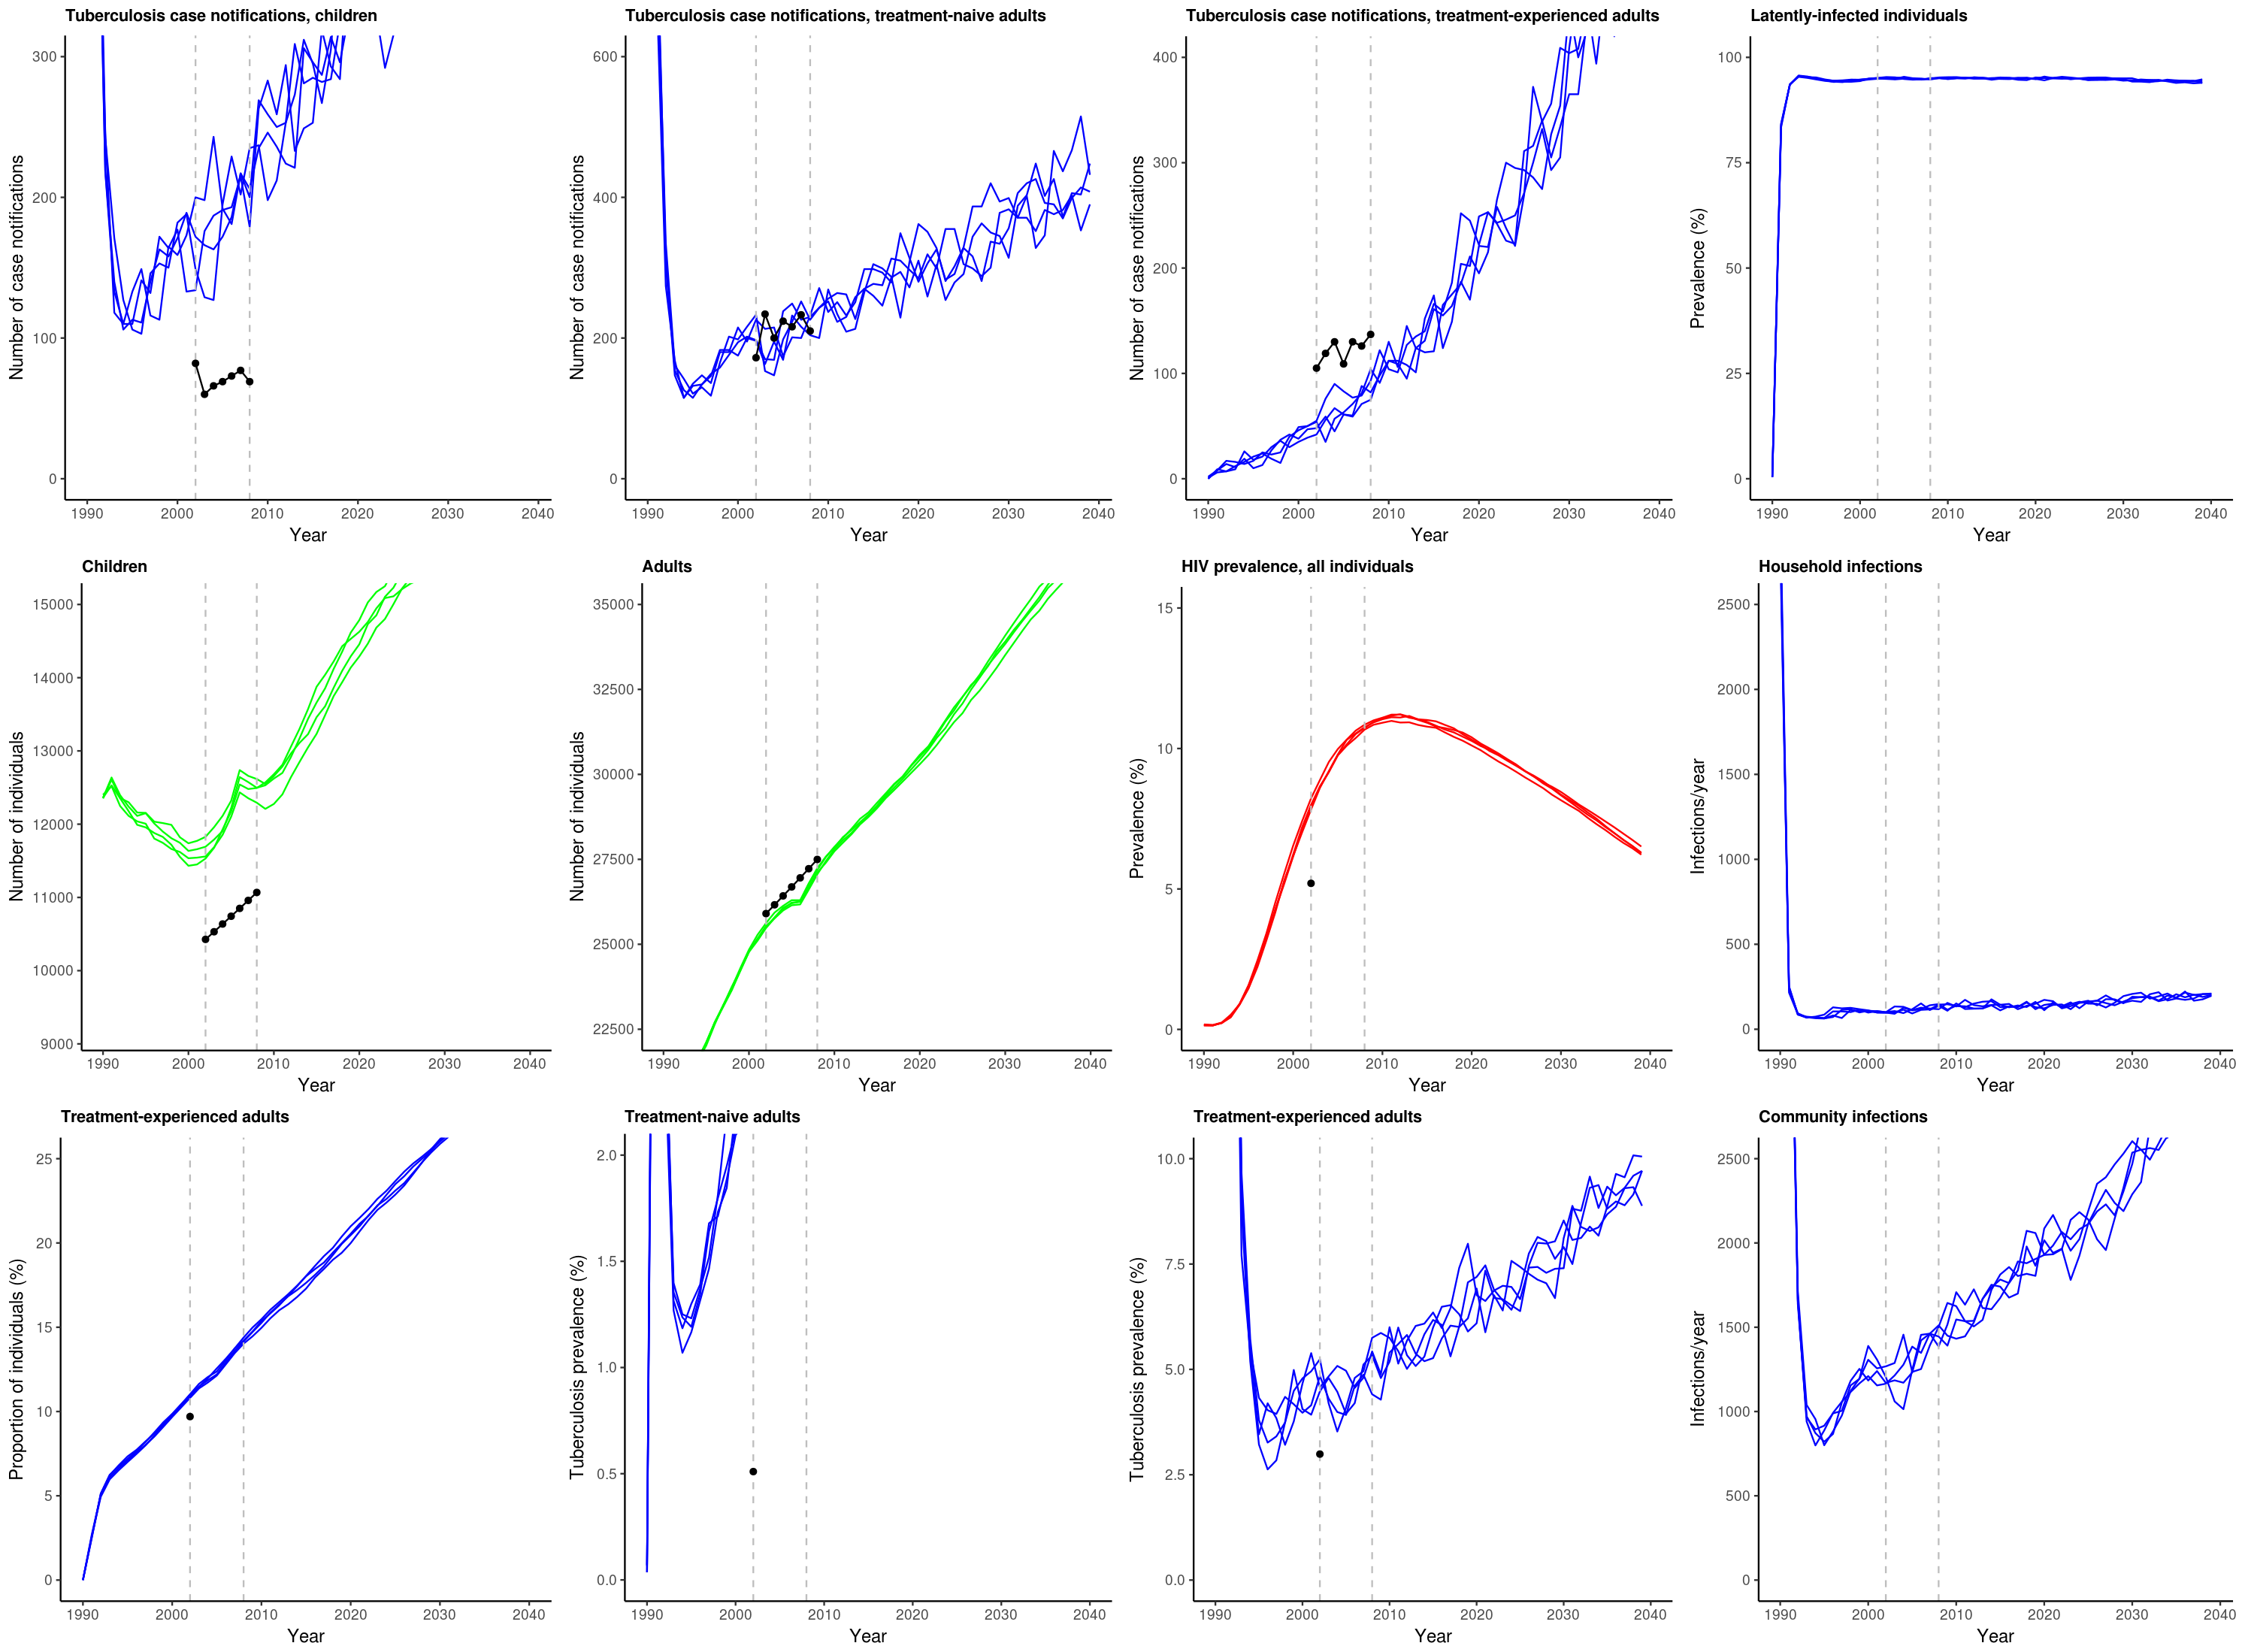 Tuberculosis case notifications, children
Number of case notifications
300
200
100
0
1990 2000 2010 2020 2030 2040
Year
Tuberculosis case notifications, treatment-naive adults
Number of case notifications
600
400
200
0
1990 2000 2010 2020 2030 2040
Year
Tuberculosis case notifications, treatment-experienced adults
Number of case notifications
400
300
200
100
0
1990 2000 2010 2020 2030 2040
Year
Latently-infected individuals
Prevalence (%)
100
75
50
25
0
1990 2000 2010 2020 2030 2040
Year
Children
Number of individuals
15000
14000
13000
12000
11000
10000
9000
1990 2000 2010 2020 2030 2040
Year
Adults
Number of individuals
35000
32500
30000
27500
25000
22500
1990 2000 2010 2020 2030 2040
Year
HIV prevalence, all individuals
Prevalence (%)
15
10
5
0
1990 2000 2010 2020 2030 2040
Year
Household infections
Infections/year
2500
2000
1500
1000
500
0
1990 2000 2010 2020 2030 2040
Year
Treatment-experienced adults
Proportion of individuals (%)
25
20
15
10
5
0
1990 2000 2010 2020 2030 2040
Year
Treatment-naive adults
Tuberculosis prevalence (%)
2.0
1.5
1.0
0.5
0.0
1990 2000 2010 2020 2030 2040
Year
Treatment-experienced adults
Tuberculosis prevalence (%)
10.0
7.5
5.0
2.5
0.0
1990 2000 2010 2020 2030 2040
Year
Community infections
Infections/year
2500
2000
1500
1000
500
0
1990 2000 2010 2020 2030 2040
Year